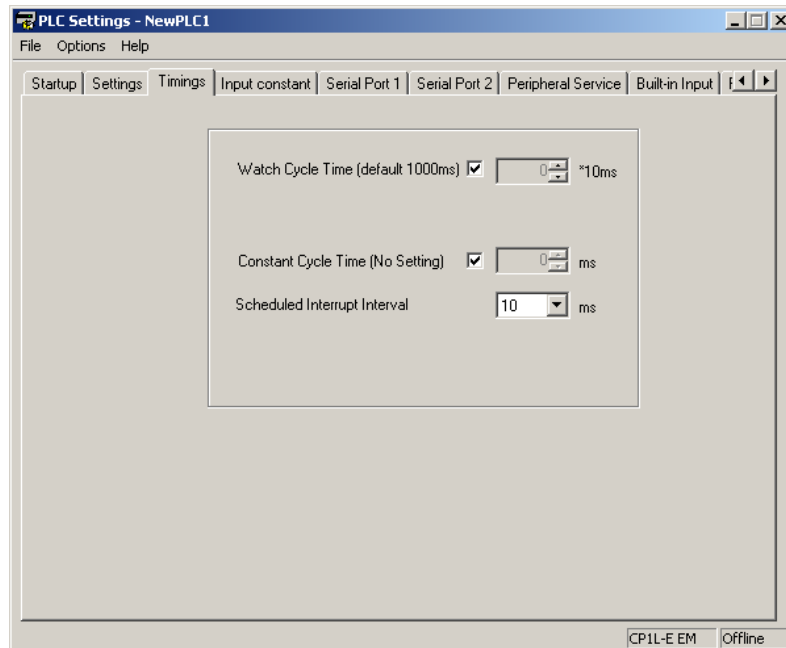 PLC Settings - NewPLC1
File Options Help
Startup Settings Timings Input constant Serial Port 1 Serial Port 2 Peripheral Service Built-in Input
Watch Cycle Time (default 1000ms) 0 *10ms
Constant Cycle Time (No Setting) 0 ms
Scheduled Interrupt Interval 10 ms
CP1L-E EM Offline